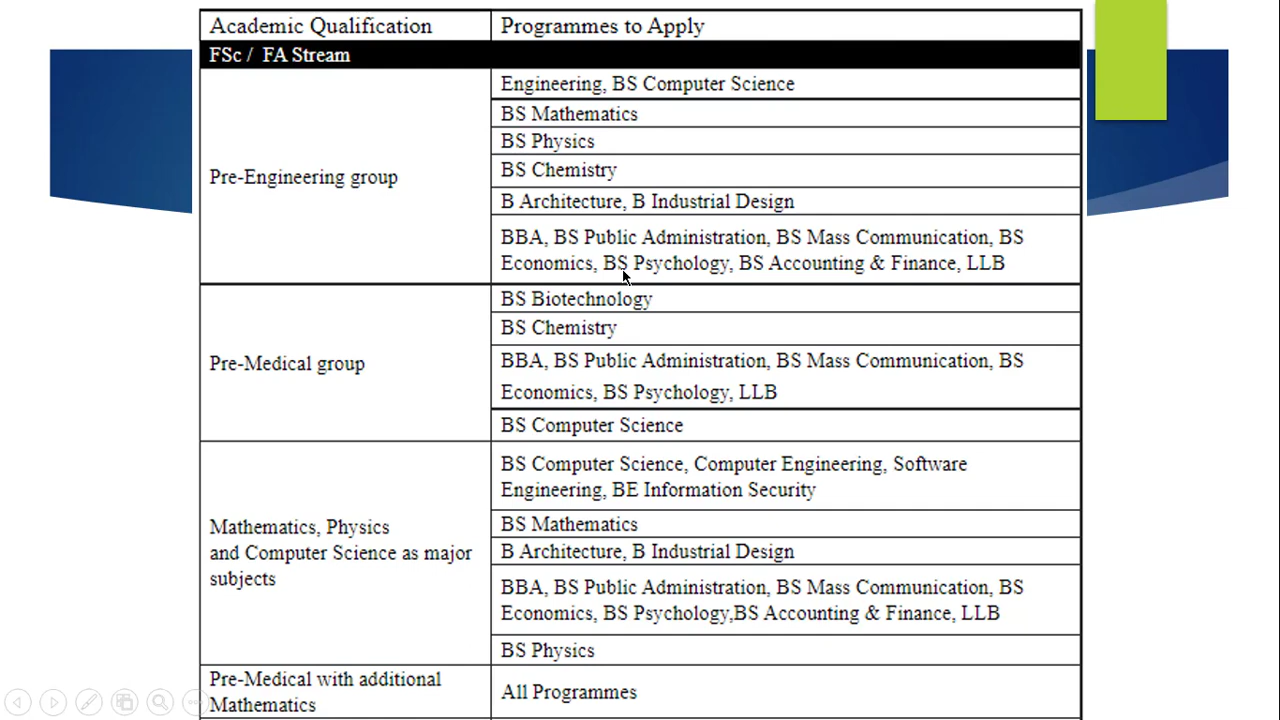 Academic Qualification
Programmes to Apply
FSc / FA Stream
Pre-Engineering group
Engineering, BS Computer Science
BS Mathematics
BS Physics
BS Chemistry
B Architecture, B Industrial Design
BBA, BS Public Administration, BS Mass Communication, BS
Economics, BS Psychology, BS Accounting & Finance, LLB
Pre-Medical group
BS Biotechnology
BS Chemistry
BBA, BS Public Administration, BS Mass Communication, BS
Economics, BS Psychology, LLB
BS Computer Science
Mathematics, Physics
and Computer Science as major
subjects
BS Computer Science, Computer Engineering, Software
Engineering, BE Information Security
BS Mathematics
B Architecture, B Industrial Design
BBA, BS Public Administration, BS Mass Communication, BS
Economics, BS Psychology,BS Accounting & Finance, LLB
BS Physics
Pre-Medical with additional
Mathematics
All Programmes